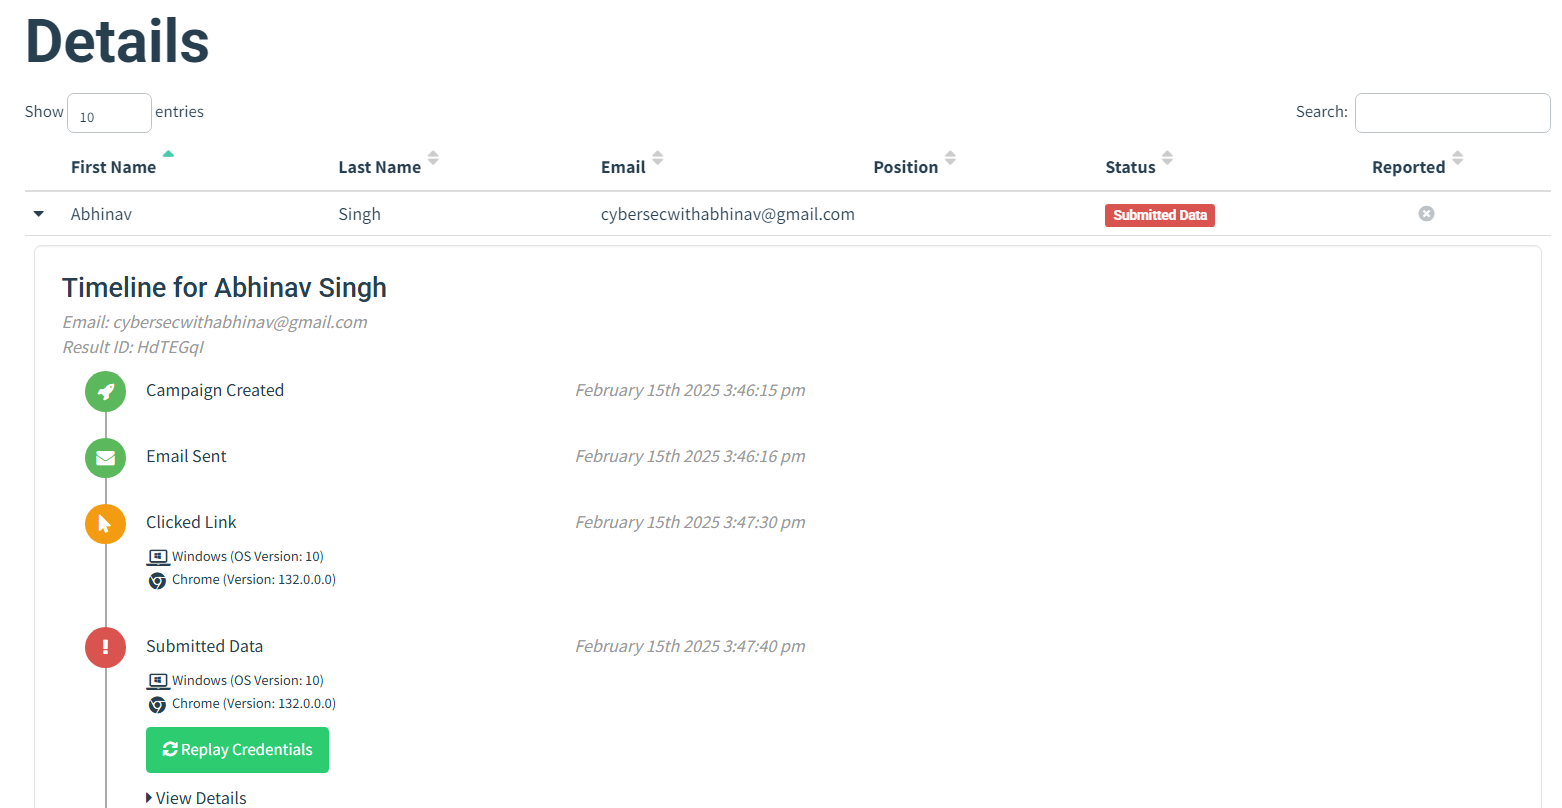 Details
Show 10 entries Search:
First Name Last Name Email Position Status Reported
Abhinav Singh cybersecwithabhinav@gmail.com Submitted Data
Timeline for Abhinav Singh
Email: cybersecwithabhinav@gmail.com
Result ID: HdTEGqI
Campaign Created February 15th 2025 3:46:15 pm
Email Sent February 15th 2025 3:46:16 pm
Clicked Link February 15th 2025 3:47:30 pm
Windows (OS Version: 10)
Chrome (Version: 132.0.0.0)
Submitted Data February 15th 2025 3:47:40 pm
Windows (OS Version: 10)
Chrome (Version: 132.0.0.0)
Replay Credentials
View Details